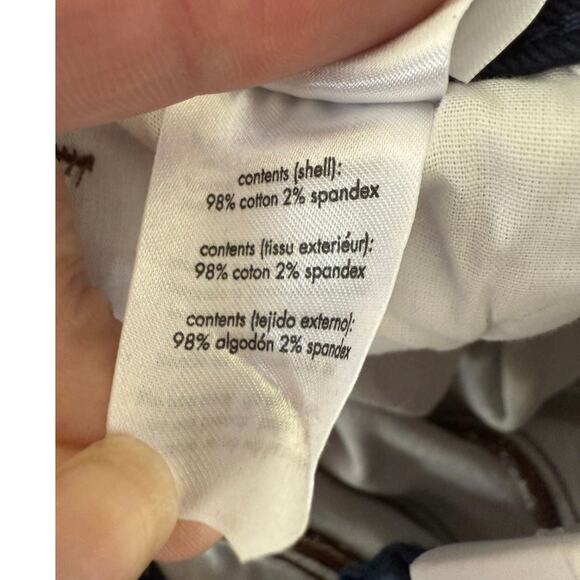 contents (shell):
98% cotton 2% spandex
contents (tissu exteriéur):
98% coton 2% spandex
contents (tejido externo):
98% algodón 2% spandex